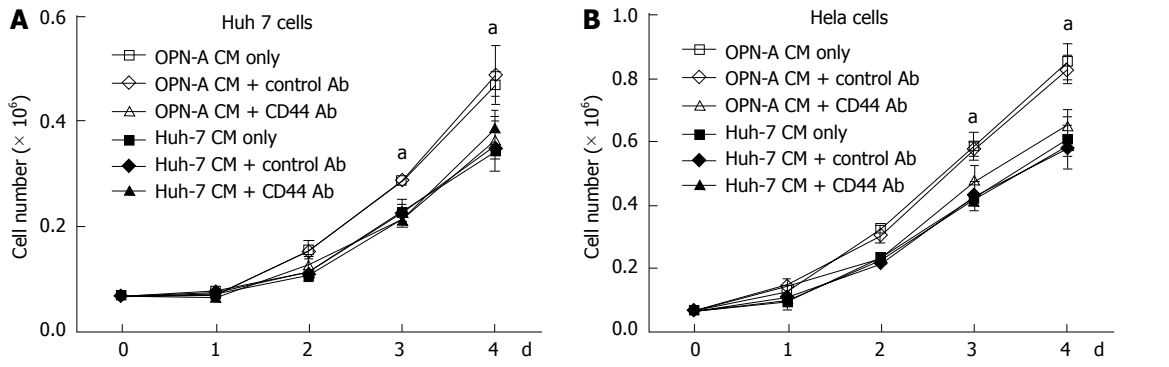 A
Huh 7 cells
OPN-A CM only
OPN-A CM + control Ab
OPN-A CM + CD44 Ab
Huh-7 CM only
Huh-7 CM + control Ab
Huh-7 CM + CD44 Ab
Cell number (× 10⁶)
0.6
0.4
0.2
0.0
0 1 2 3 4 d
a
a
B
Hela cells
OPN-A CM only
OPN-A CM + control Ab
OPN-A CM + CD44 Ab
Huh-7 CM only
Huh-7 CM + control Ab
Huh-7 CM + CD44 Ab
Cell number (× 10⁶)
1.0
0.8
0.6
0.4
0.2
0.0
0 1 2 3 4 d
a
a